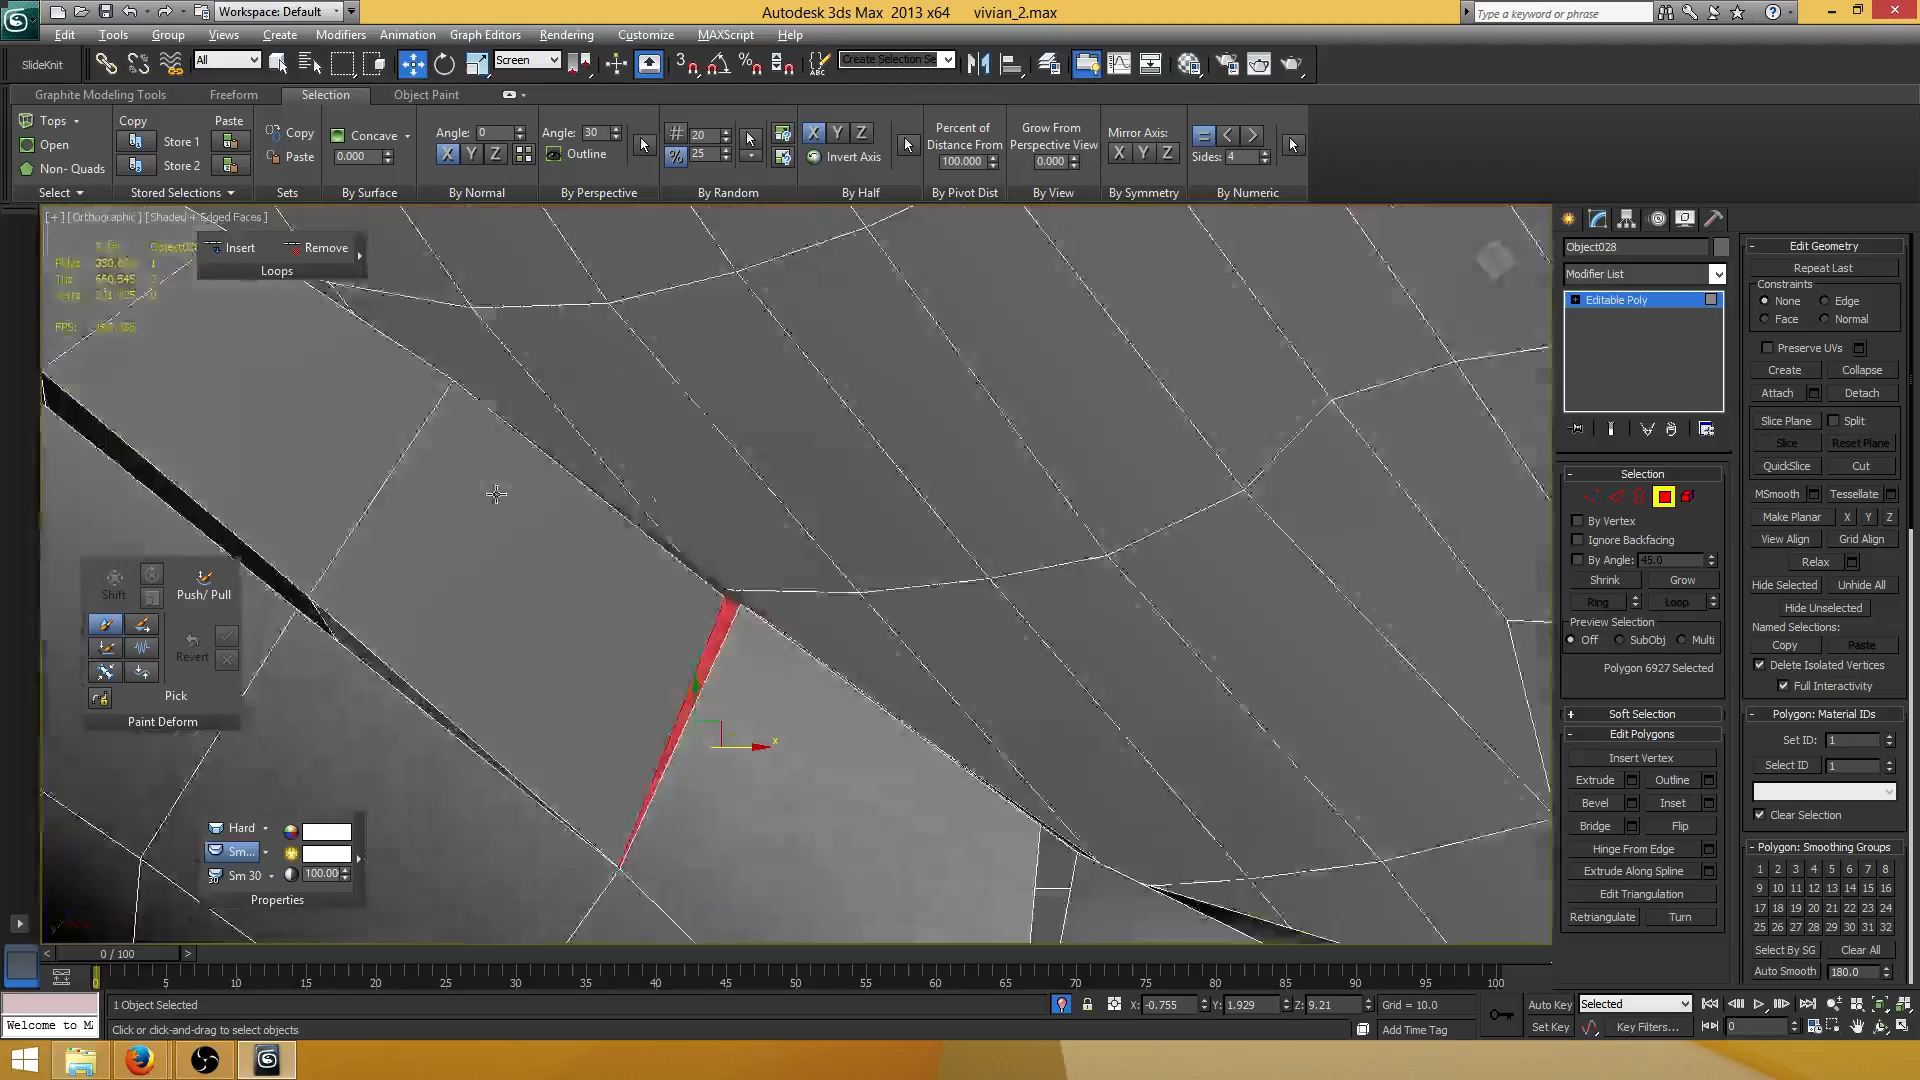 Workspace: Default
Autodesk 3ds Max 2013 x64 vivian_2.max
Type a keyword or phrase
Edit Tools Group Views Create Modifiers Animation Graph Editors Rendering Customize MAXScript Help
SlideKnit All Screen Create Selection Se
Graphite Modeling Tools Freeform Selection Object Paint
Tops Copy Paste Copy Concave Angle: 0 Angle: 30 20 X Y Z Percent of Grow From Mirror Axis: = < >
Open Store 1 Paste 0.000 X Y Z Outline % 25 Invert Axis Distance From Perspective View X Y Z Sides: 4
Non- Quads Store 2 100.000 0.000
Select Stored Selections Sets By Surface By Normal By Perspective By Random By Half By Pivot Dist By View By Symmetry By Numeric
[+] [Orthographic] [Shaded + Edged Faces]
Insert Remove
Loops
FPS:
Shift Push/ Pull
Revert
Pick
Paint Deform
x
Hard
Sm...
Sm 30 100.00
Properties
Object028
Modifier List
Editable Poly
Selection
By Vertex
Ignore Backfacing
By Angle: 45.0
Shrink Grow
Ring Loop
Preview Selection
Off SubObj Multi
Polygon 6927 Selected
Soft Selection
Edit Polygons
Insert Vertex
Extrude Outline
Bevel Inset
Bridge Flip
Hinge From Edge
Extrude Along Spline
Edit Triangulation
Retriangulate Turn
Edit Geometry
Repeat Last
Constraints
None Edge
Face Normal
Preserve UVs
Create Collapse
Attach Detach
Slice Plane Split
Slice Reset Plane
QuickSlice Cut
MSmooth Tessellate
Make Planar X Y Z
View Align Grid Align
Relax
Hide Selected Unhide All
Hide Unselected
Named Selections:
Copy Paste
Delete Isolated Vertices
Full Interactivity
Polygon: Material IDs
Set ID: 1
Select ID 1
Clear Selection
Polygon: Smoothing Groups
1 2 3 4 5 6 7 8
9 10 11 12 13 14 15 16
17 18 19 20 21 22 23 24
25 26 27 28 29 30 31 32
Select By SG Clear All
Auto Smooth 180.0
< 0 / 100 >
0 5 10 15 20 25 30 35 40 45 50 55 60 65 70 75 80 85 90 95 100
1 Object Selected X: -0.755 Y: 1.929 Z: 9.21 Grid = 10.0 Auto Key Selected
Welcome to M Click or click-and-drag to select objects Add Time Tag Set Key Key Filters... 0